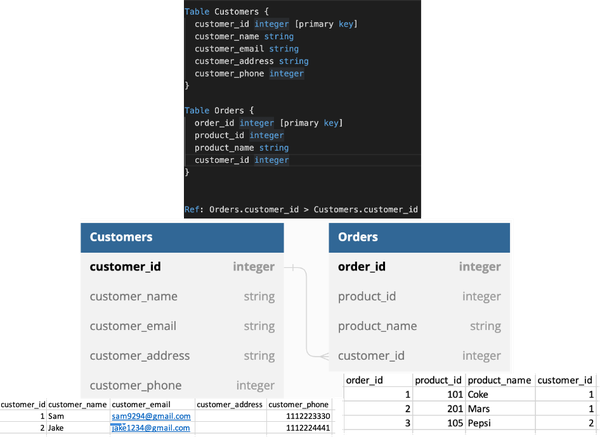 Table Customers {
customer_id integer [primary key]
customer_name string
customer_email string
customer_address string
customer_phone integer
}
Table Orders {
order_id integer [primary key]
product_id integer
product_name string
customer_id integer
}
Ref: Orders.customer_id > Customers.customer_id
Customers
customer_id integer
customer_name string
customer_email string
customer_address string
customer_phone integer
Orders
order_id integer
product_id integer
product_name string
customer_id integer
customer_id customer_name customer_email customer_address customer_phone
1 Sam sam9294@gmail.com 1112223330
2 Jake jake1234@gmail.com 1112224441
order_id product_id product_name customer_id
1 101 Coke 1
2 201 Mars 1
3 105 Pepsi 2